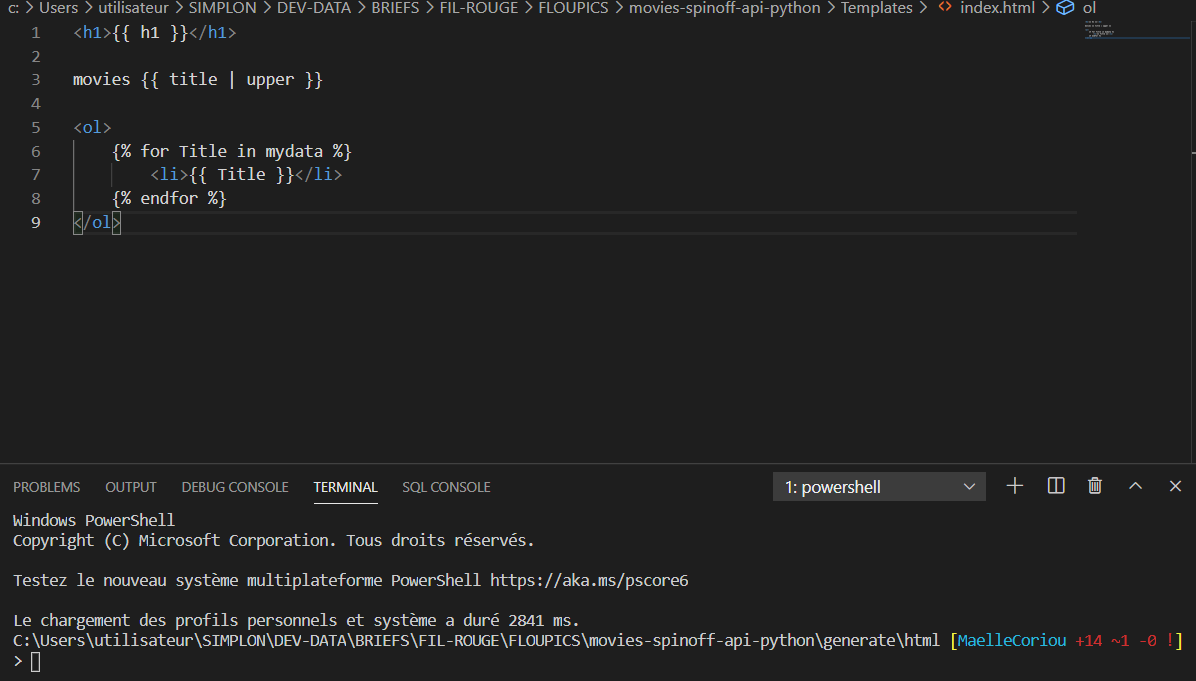 c: > Users > utilisateur > SIMPLON > DEV-DATA > BRIEFS > FIL-ROUGE > FLOUPICS > movies-spinoff-api-python > Templates > <> index.html > ol
1 <h1>{{ h1 }}</h1>
2
3 movies {{ title | upper }}
4
5 <ol>
6     {% for Title in mydata %}
7         <li>{{ Title }}</li>
8     {% endfor %}
9 </ol>
PROBLEMS OUTPUT DEBUG CONSOLE TERMINAL SQL CONSOLE 1: powershell
Windows PowerShell
Copyright (C) Microsoft Corporation. Tous droits réservés.
Testez le nouveau système multiplateforme PowerShell https://aka.ms/pscore6
Le chargement des profils personnels et système a duré 2841 ms.
C:\Users\utilisateur\SIMPLON\DEV-DATA\BRIEFS\FIL-ROUGE\FLOUPICS\movies-spinoff-api-python\generate\html [MaelleCoriou +14 ~1 -0 !]
>